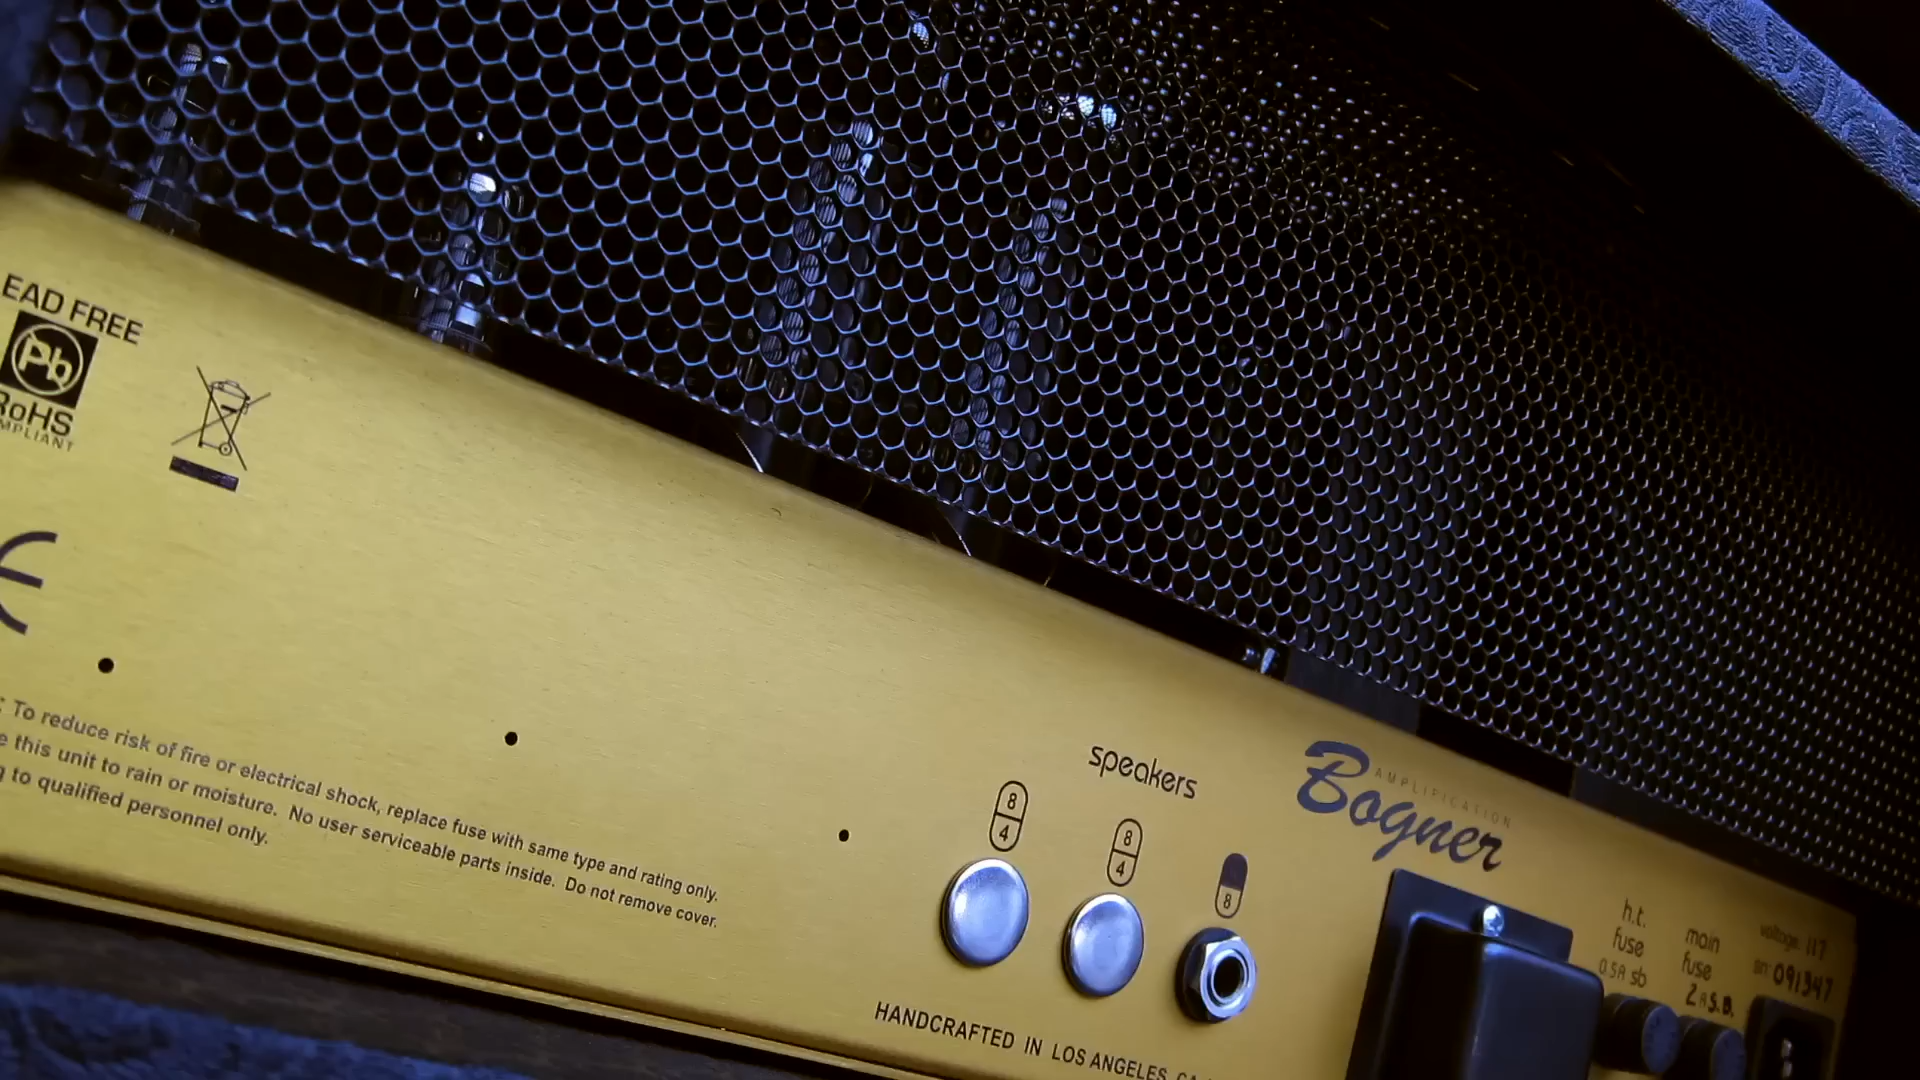 EAD FREE
Pb
RoHS
MPLIANT
CE
: To reduce risk of fire or electrical shock, replace fuse with same type and rating only.
e this unit to rain or moisture. No user serviceable parts inside. Do not remove cover.
g to qualified personnel only.
speakers
8
4
8
4
8
AMPLIFICATION
Bogner
HANDCRAFTED IN LOS ANGELES, CA
h.t.
fuse
0.5A sb
main
fuse
2 A S.B.
voltage 117
sn 091347